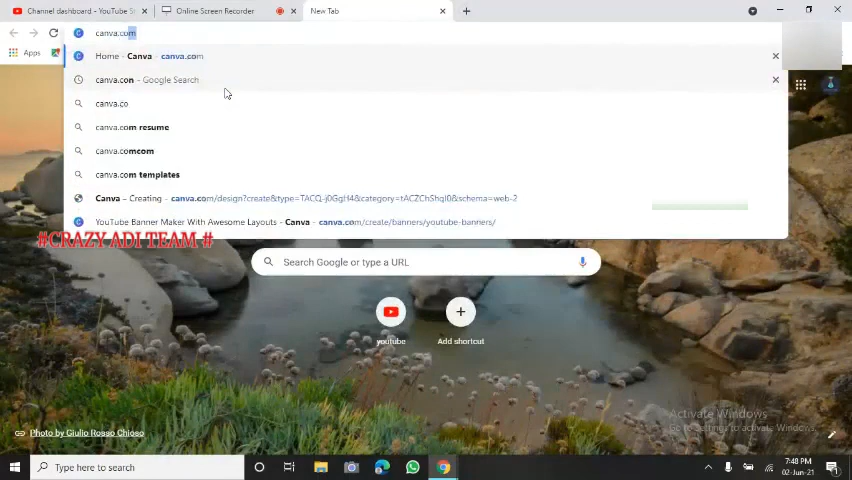 Channel dashboard - YouTube S
Online Screen Recorder
New Tab
canva.com
Apps
Home - Canva - canva.com
canva.con - Google Search
canva.co
canva.com resume
canva.comcom
canva.com templates
Canva – Creating - canva.com/design?create&type=TACQ-j0GgH4&category=tACZChShqI0&schema=web-2
YouTube Banner Maker With Awesome Layouts - Canva - canva.com/create/banners/youtube-banners/
#CRAZY ADI TEAM #
Search Google or type a URL
youtube
Add shortcut
Activate Windows
Go to Settings to activate Windows.
Photo by Giulio Rosso Chioso
Type here to search
7:48 PM
02-Jun-21